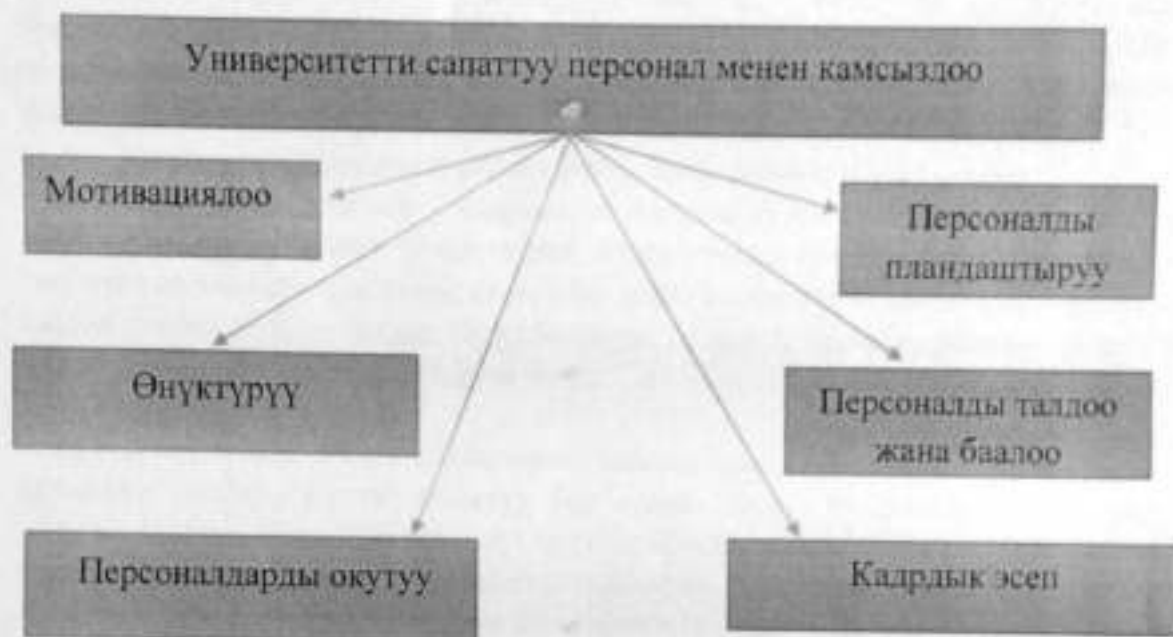 Университетти сапаттуу персонал менен камсыздоо
Мотивациялоо
Персоналды
пландаштыруу
Өнүктүрүү
Персоналды талдоо
жана баалоо
Персоналдарды окутуу
Кадрдык эсеп